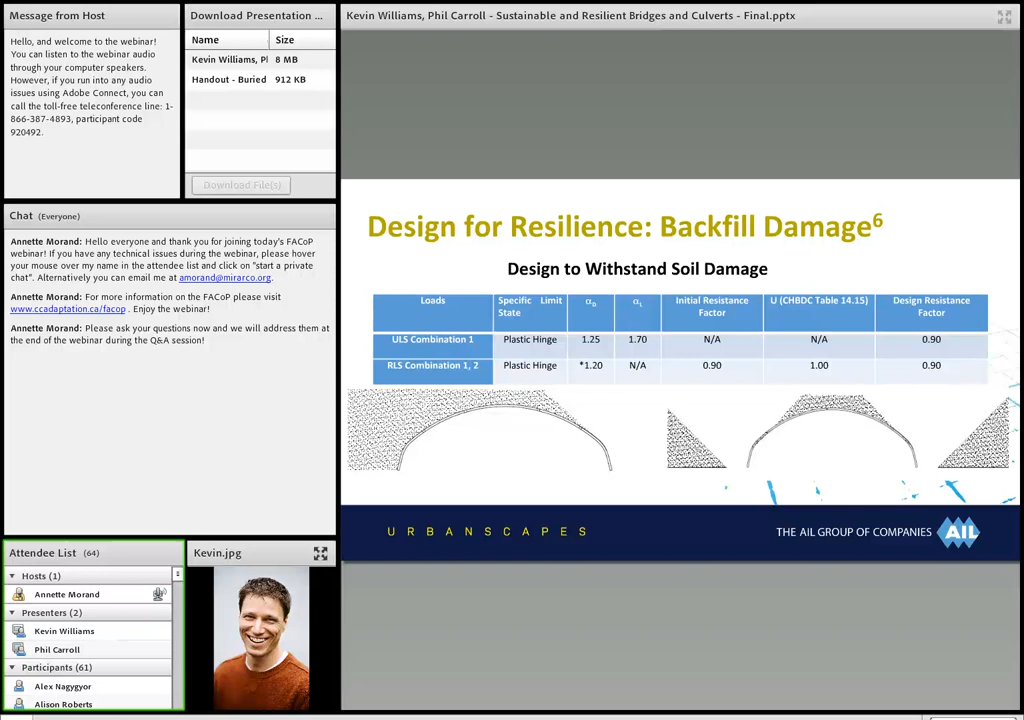 Message from Host
Hello, and welcome to the webinar!
You can listen to the webinar audio
through your computer speakers.
However, if you run into any audio
issues using Adobe Connect, you can
call the toll-free teleconference line: 1-
866-387-4893, participant code
920492.
Download Presentation ...
Name Size
Kevin Williams, Pl 8 MB
Handout - Buried 912 KB
Download File(s)
Chat (Everyone)
Annette Morand: Hello everyone and thank you for joining today's FACoP
webinar! If you have any technical issues during the webinar, please hover
your mouse over my name in the attendee list and click on "start a private
chat". Alternatively you can email me at amorand@mirarco.org.
Annette Morand: For more information on the FACoP please visit
www.ccadaptation.ca/facop . Enjoy the webinar!
Annette Morand: Please ask your questions now and we will address them at
the end of the webinar during the Q&A session!
Attendee List (64)
Hosts (1)
Annette Morand
Presenters (2)
Kevin Williams
Phil Carroll
Participants (61)
Alex Nagygyor
Alison Roberts
Kevin.jpg
Kevin Williams, Phil Carroll - Sustainable and Resilient Bridges and Culverts - Final.pptx
Design for Resilience: Backfill Damage⁶
Design to Withstand Soil Damage
Loads Specific Limit State αD αL Initial Resistance Factor U (CHBDC Table 14.15) Design Resistance Factor
ULS Combination 1 Plastic Hinge 1.25 1.70 N/A N/A 0.90
RLS Combination 1, 2 Plastic Hinge *1.20 N/A 0.90 1.00 0.90
URBANSCAPES
THE AIL GROUP OF COMPANIES AIL